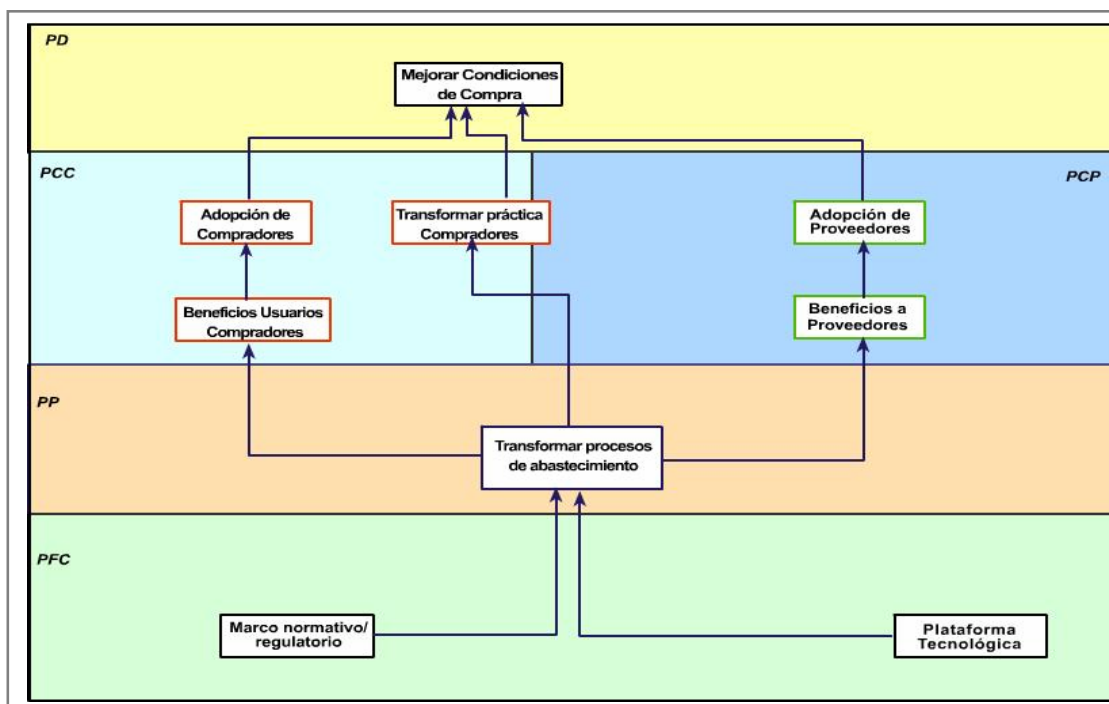 PD
Mejorar Condiciones
de Compra
PCC
PCP
Adopción de
Compradores
Transformar práctica
Compradores
Adopción de
Proveedores
Beneficios Usuarios
Compradores
Beneficios a
Proveedores
PP
Transformar procesos
de abastecimiento
PFC
Marco normativo/
regulatorio
Plataforma
Tecnológica